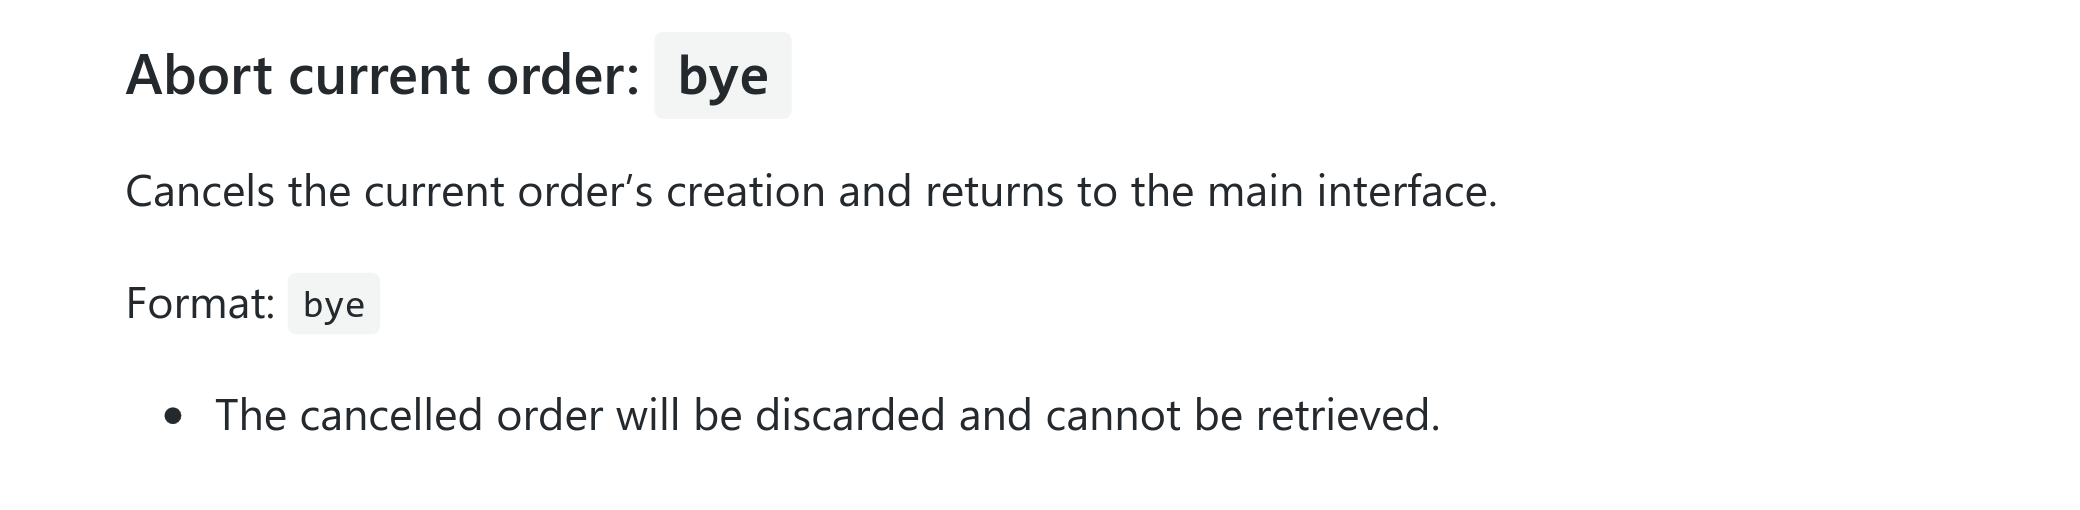 Abort current order: bye
Cancels the current order’s creation and returns to the main interface.
Format: bye
• The cancelled order will be discarded and cannot be retrieved.